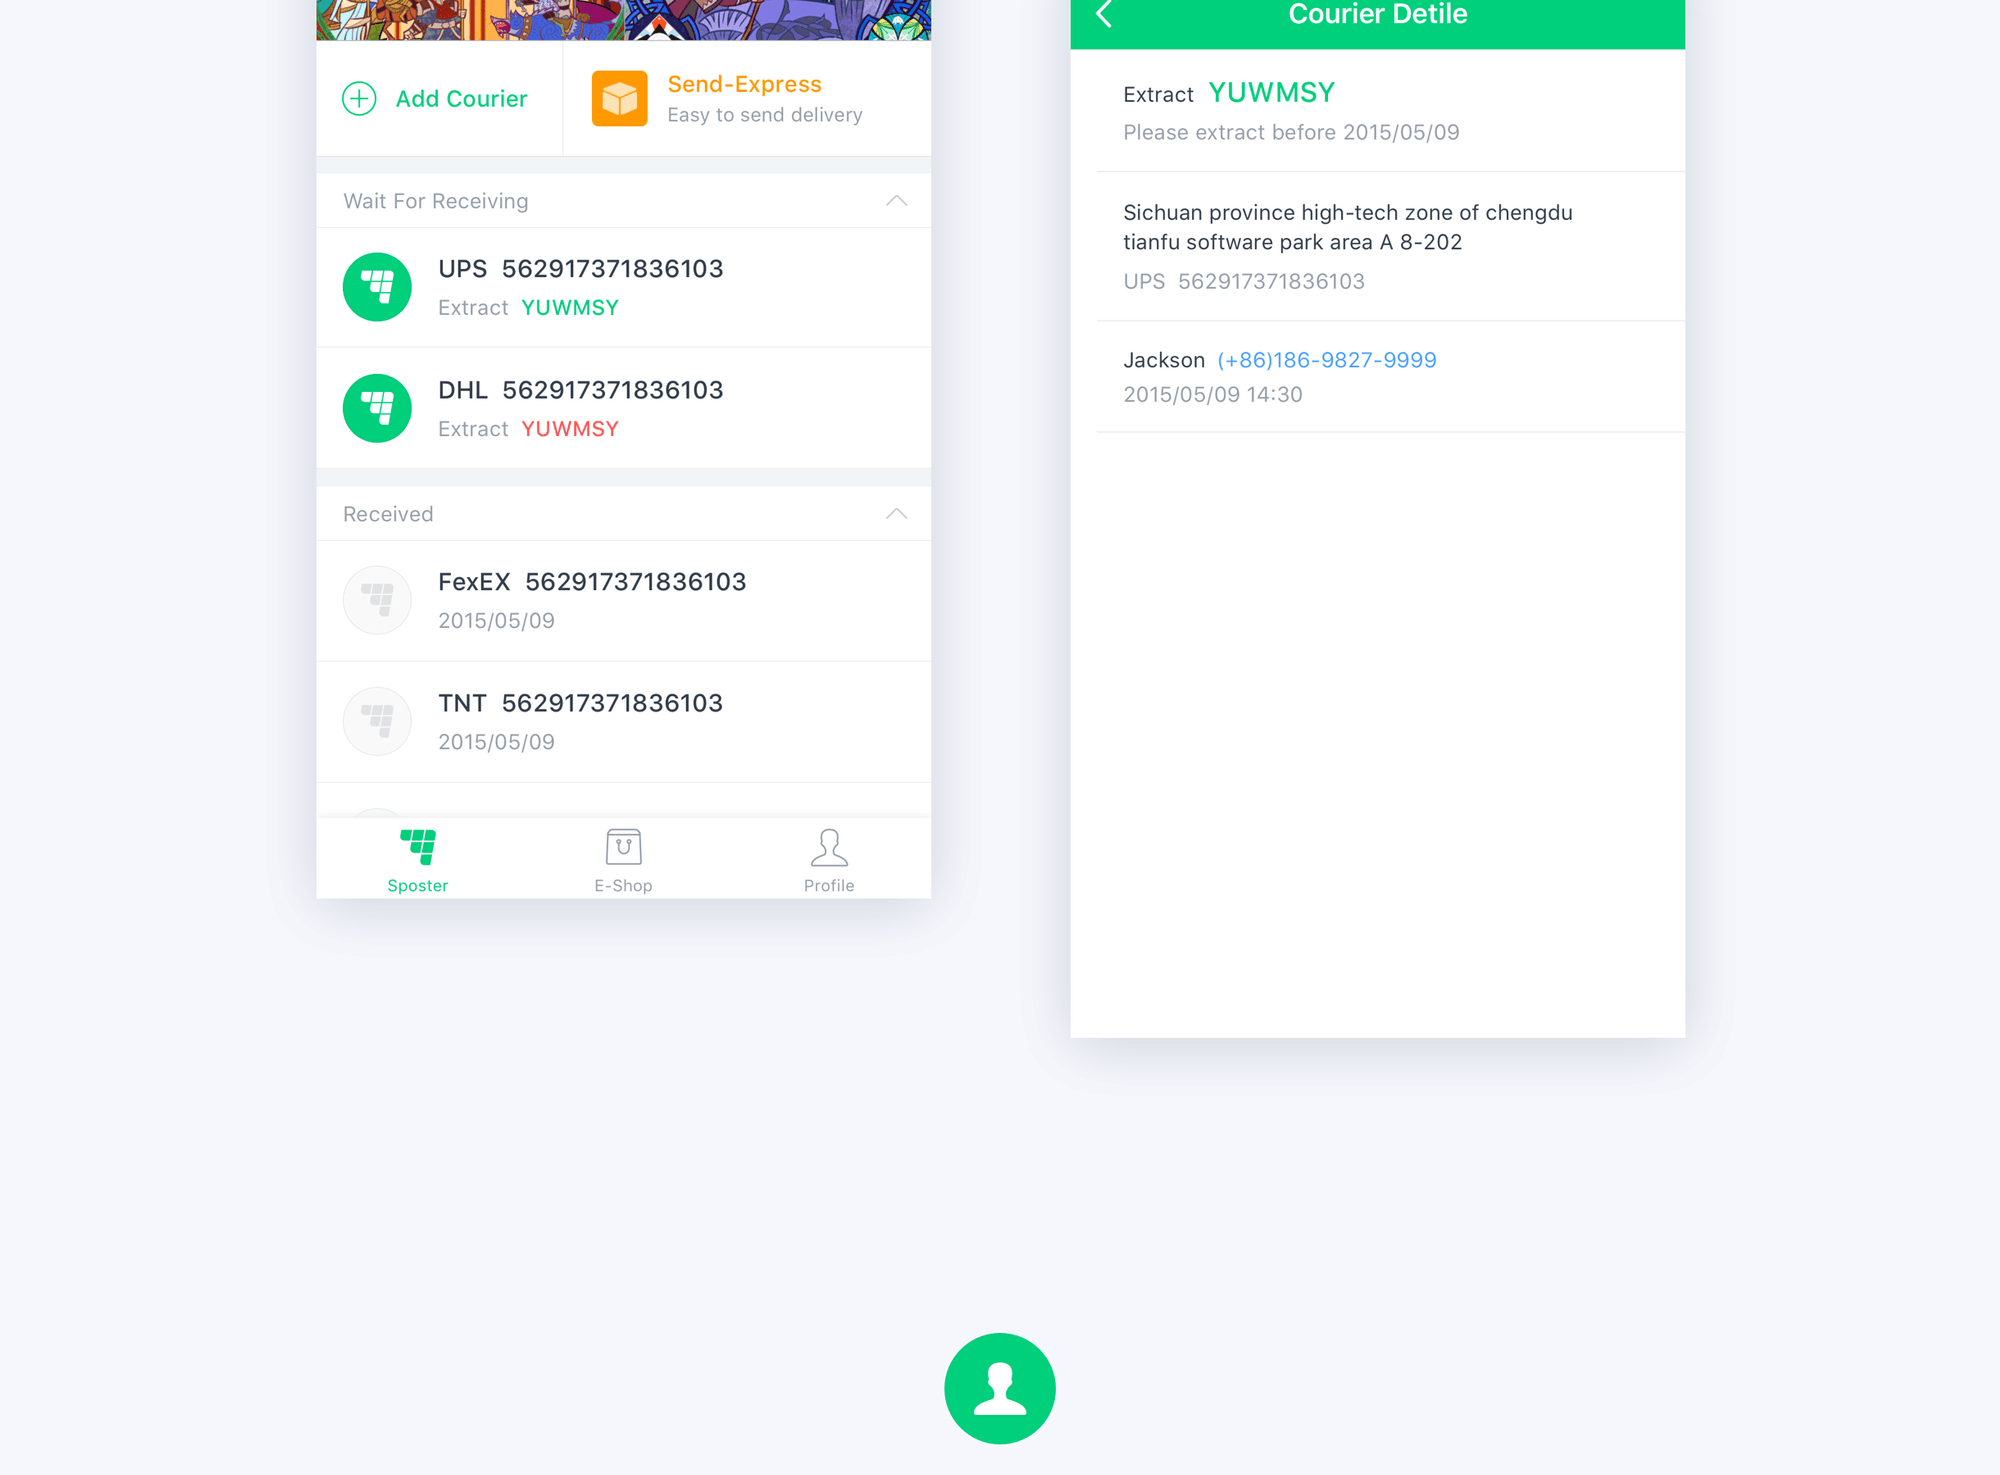 Add Courier
Send-Express
Easy to send delivery
Wait For Receiving
UPS 562917371836103
Extract YUWMSY
DHL 562917371836103
Extract YUWMSY
Received
FexEX 562917371836103
2015/05/09
TNT 562917371836103
2015/05/09
Sposter
E-Shop
Profile
Courier Detile
Extract YUWMSY
Please extract before 2015/05/09
Sichuan province high-tech zone of chengdu
tianfu software park area A 8-202
UPS 562917371836103
Jackson (+86)186-9827-9999
2015/05/09 14:30